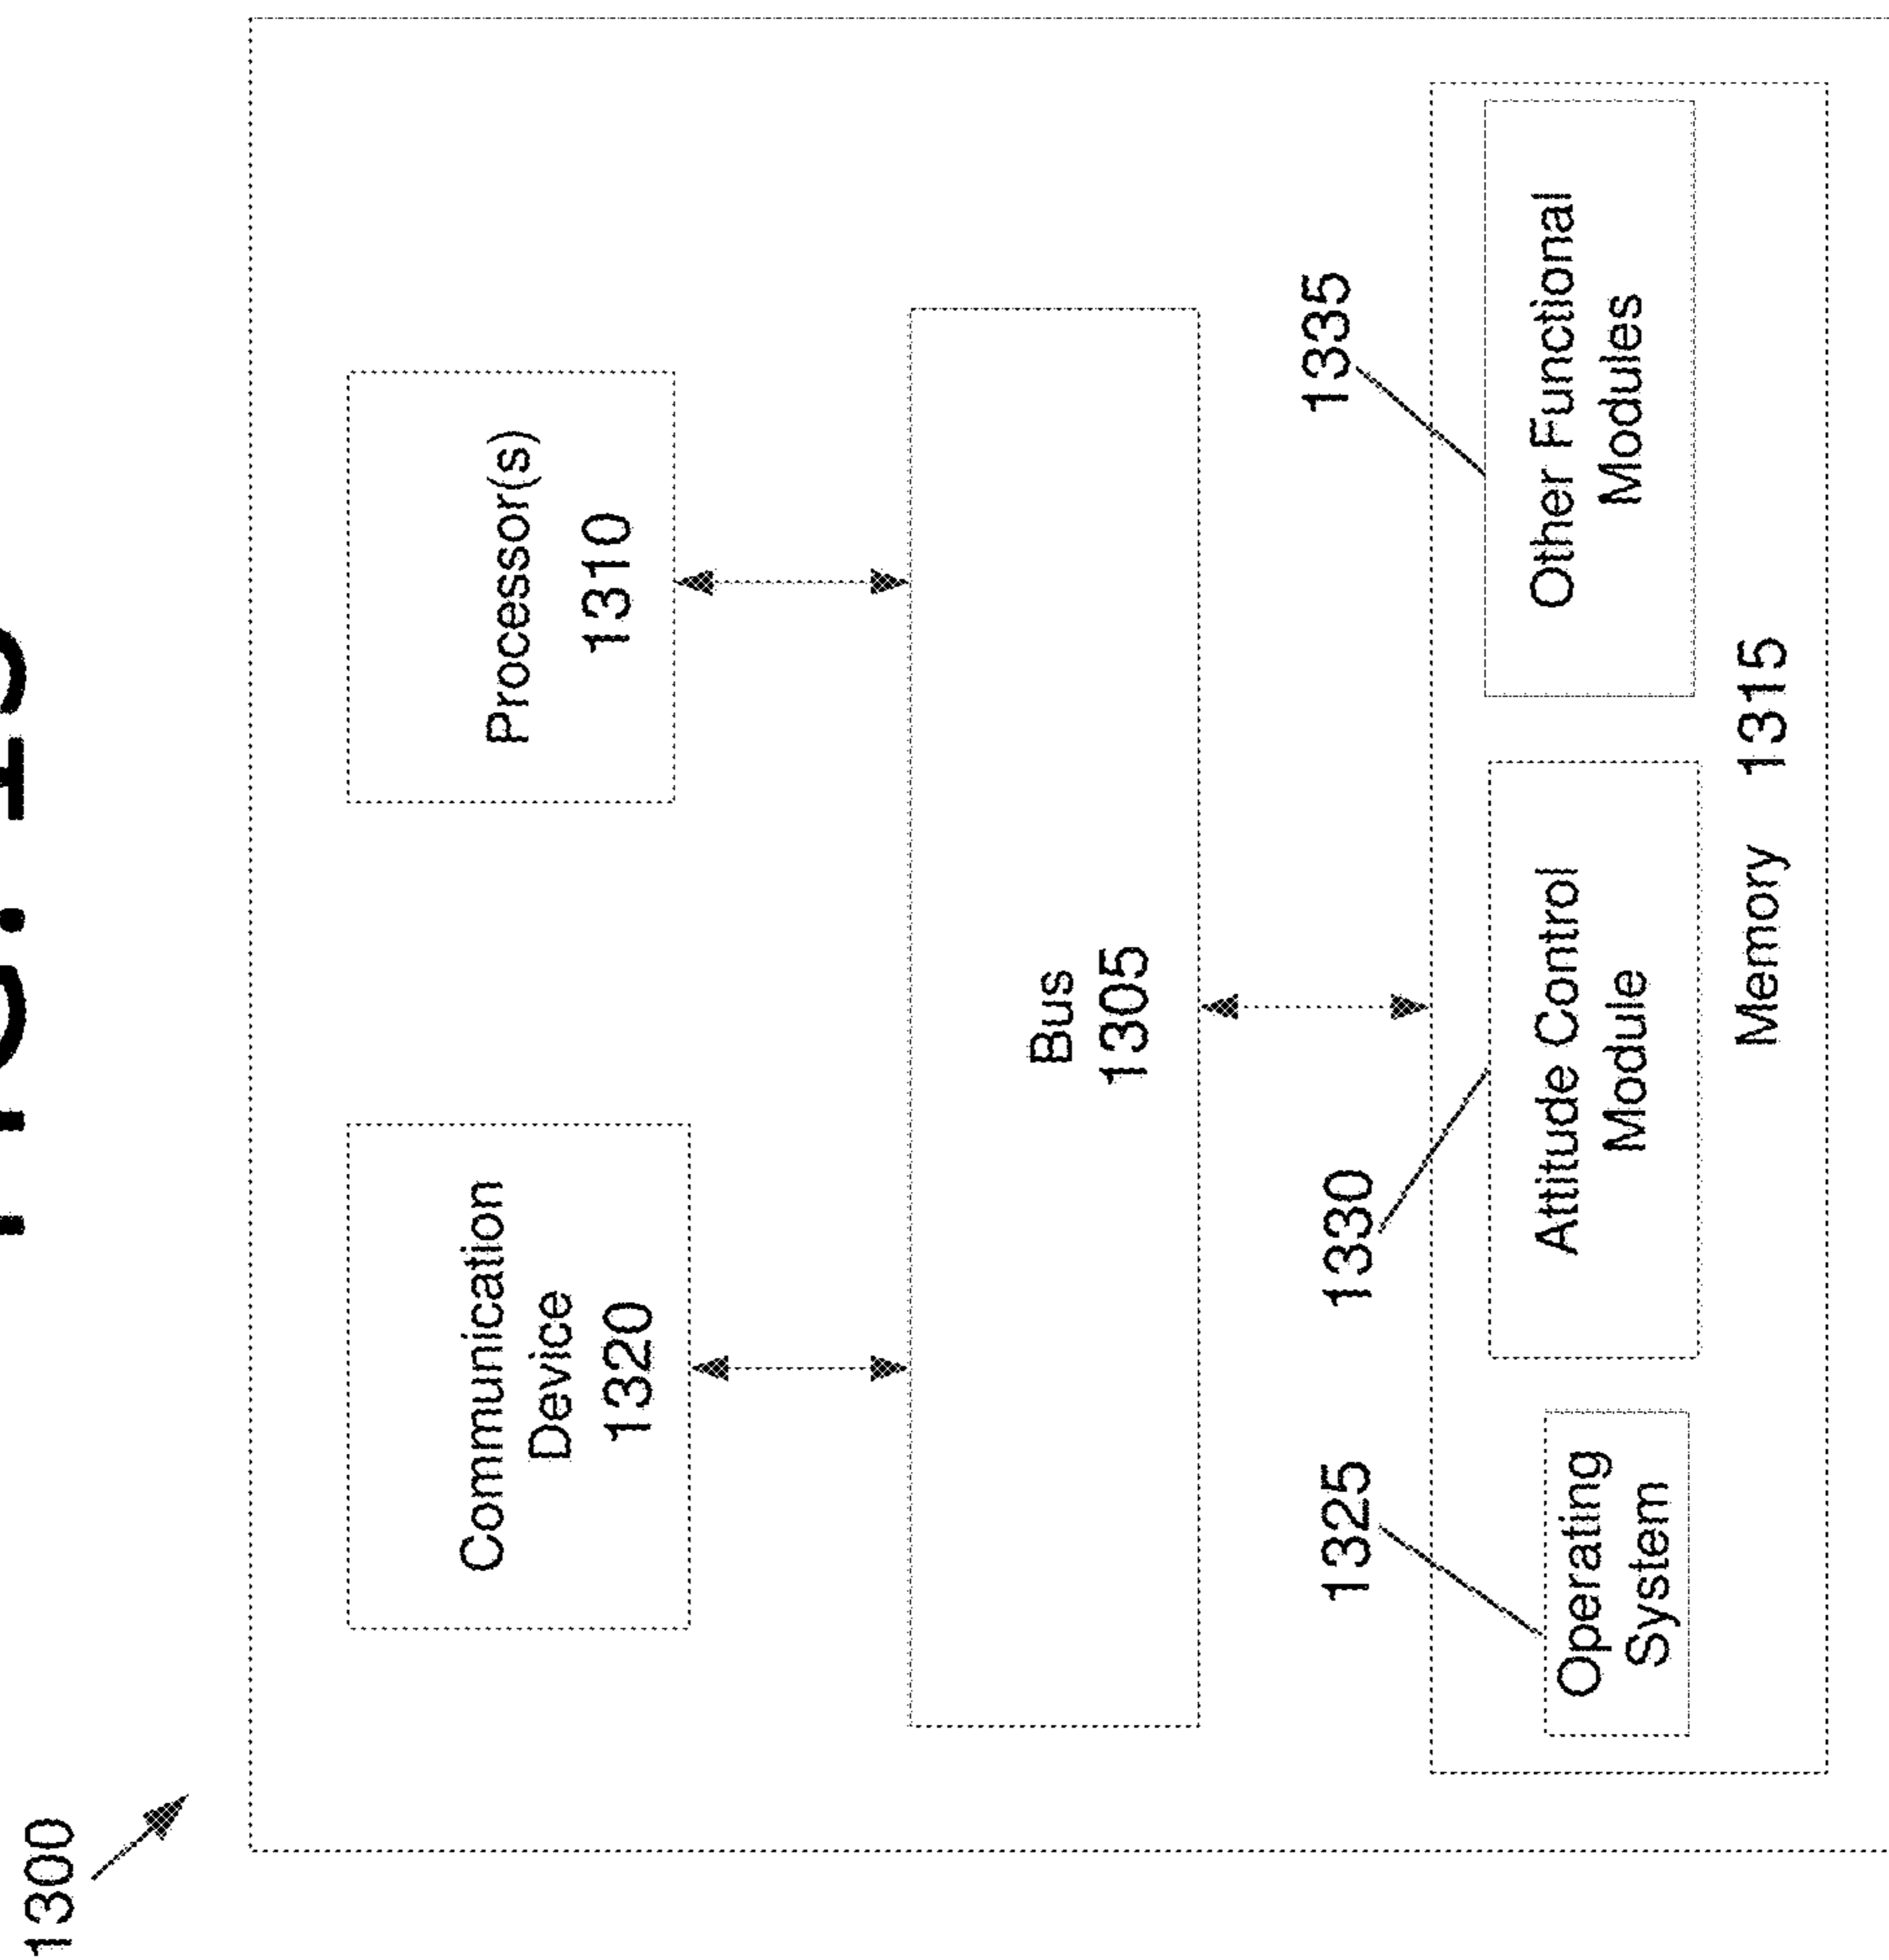 1300
Communication
Device
1320
Processor(s)
1310
Bus
1305
1325
1330
1335
Operating
System
Attitude Control
Module
Other Functional
Modules
Memory 1315